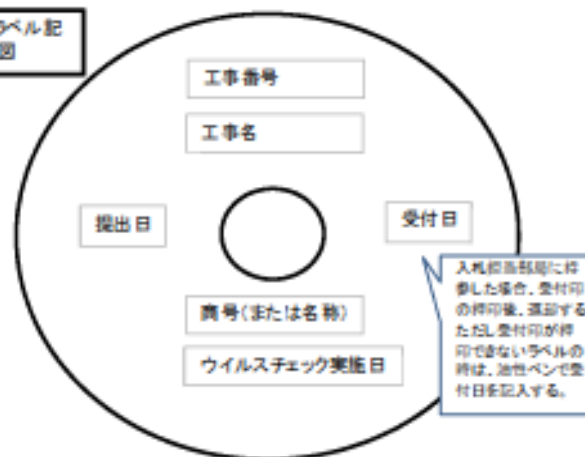 ラベル記
図
工事番号
工事名
提出日
受付日
商号(または名称)
ウイルスチェック実施日
入札担当部局に持
参した場合、受付印
の押印後、返却する
ただし受付印が押
印できないラベルの
時は、油性ペンで受
付日を記入する。